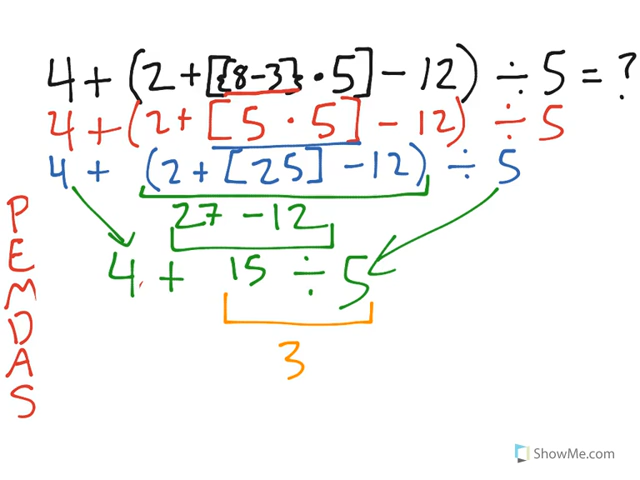 4 + (2 + [{8 - 3} · 5] - 12) ÷ 5 = ?
4 + (2 + [5 · 5] - 12) ÷ 5
4 + (2 + [25] - 12) ÷ 5
27 - 12
4 + 15 ÷ 5
3
PEMDAS
ShowMe.com